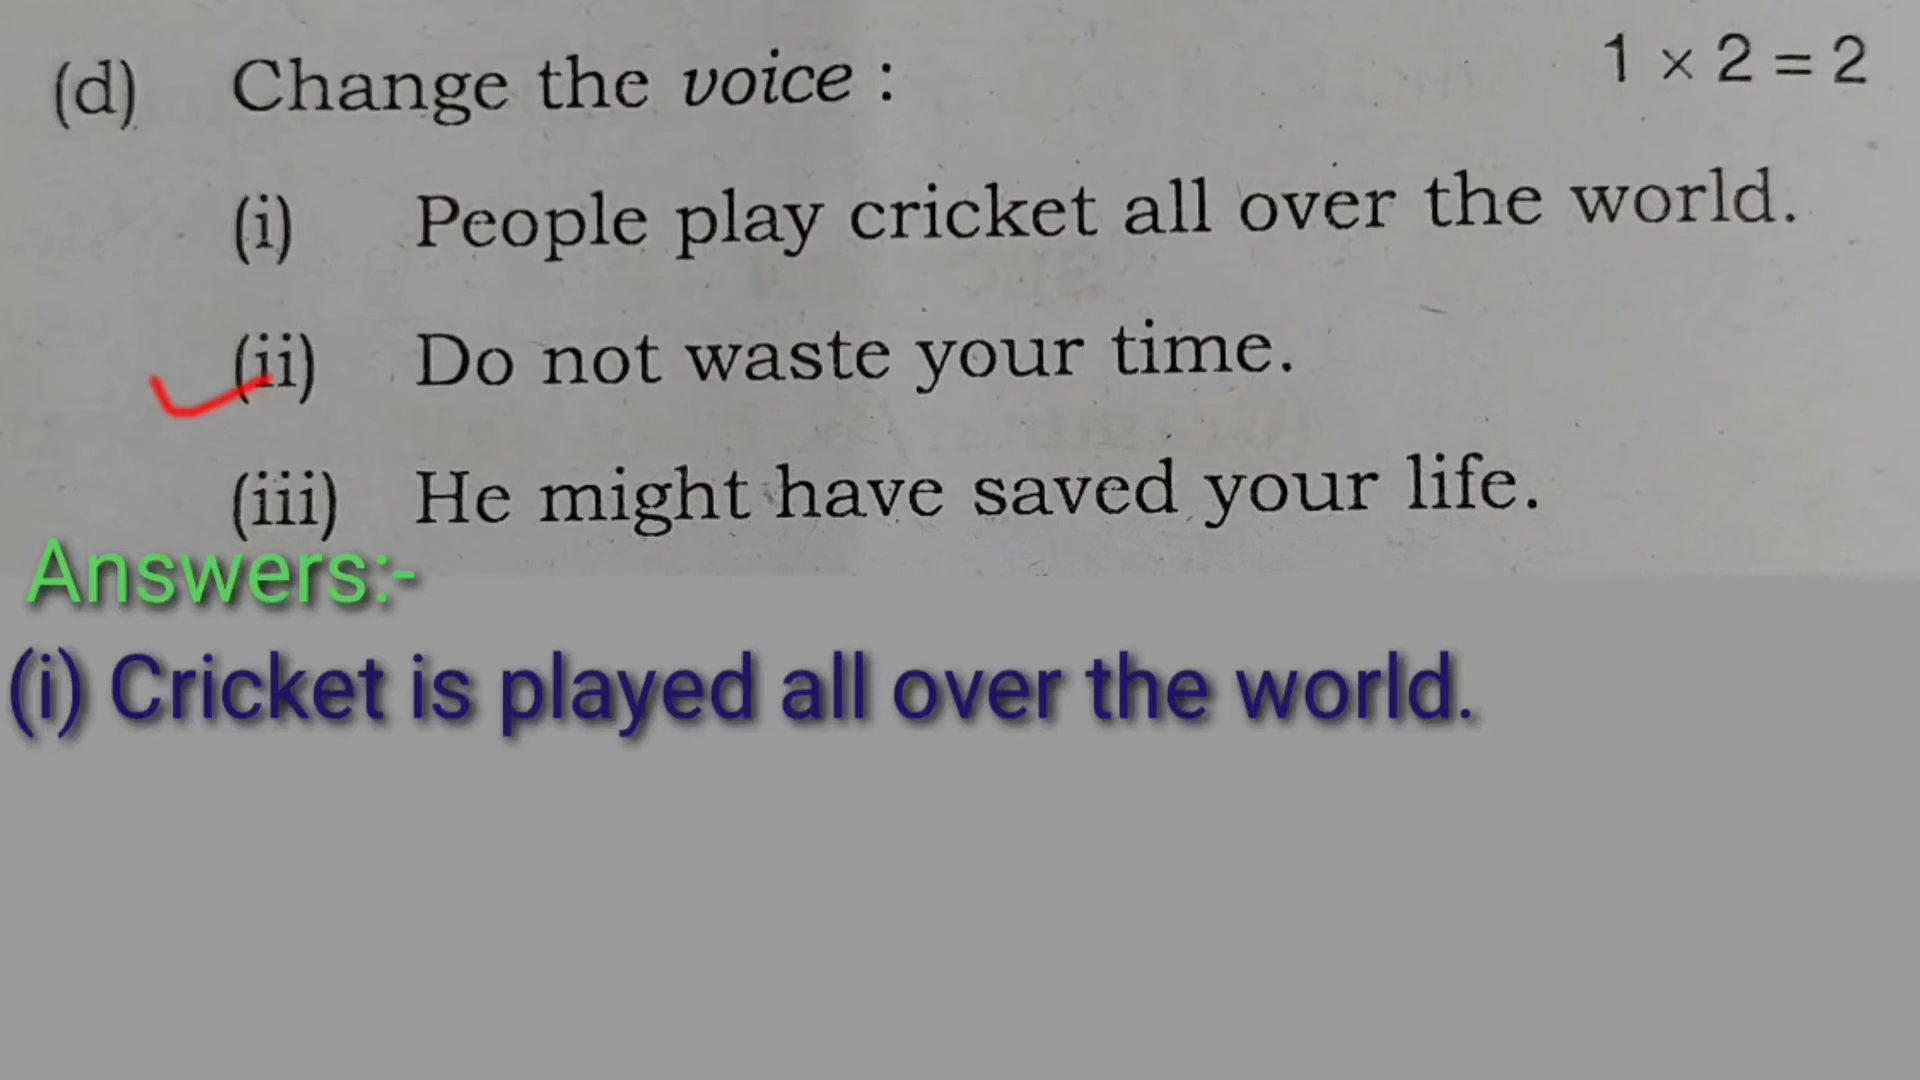 (d) Change the voice : 1 × 2 = 2
(i) People play cricket all over the world.
(ii) Do not waste your time.
(iii) He might have saved your life.
Answers:-
(i) Cricket is played all over the world.